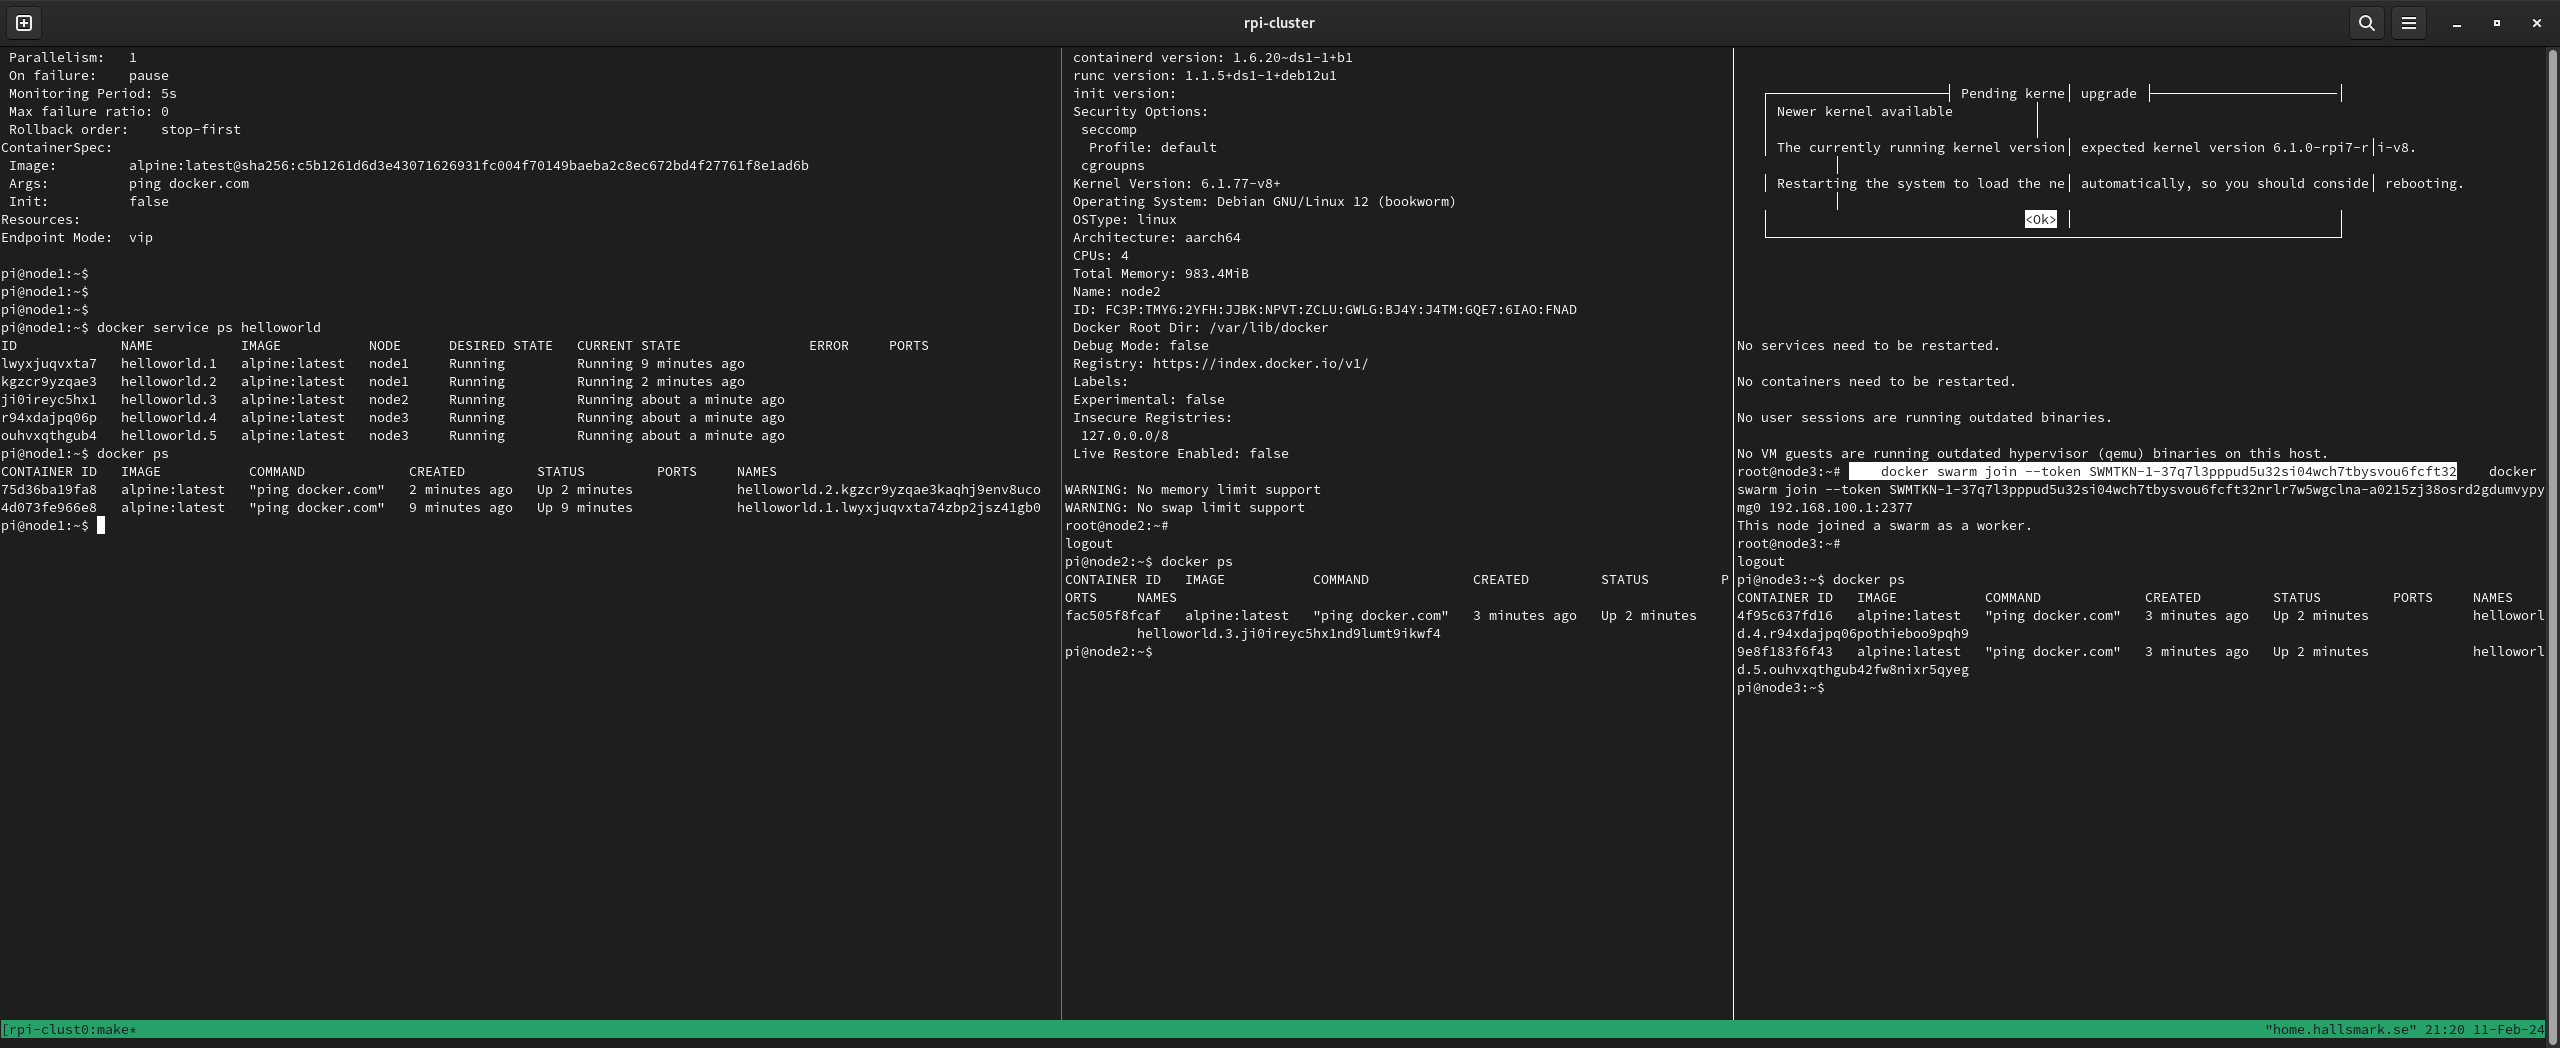 rpi-cluster
Parallelism:   1
On failure:    pause
Monitoring Period: 5s
Max failure ratio: 0
Rollback order:    stop-first
ContainerSpec:
Image:         alpine:latest@sha256:c5b1261d6d3e43071626931fc004f70149baeba2c8ec672bd4f27761f8e1ad6b
Args:          ping docker.com
Init:          false
Resources:
Endpoint Mode:  vip
pi@node1:~$
pi@node1:~$
pi@node1:~$
pi@node1:~$ docker service ps helloworld
ID             NAME           IMAGE           NODE      DESIRED STATE   CURRENT STATE                ERROR     PORTS
lwyxjuqvxta7   helloworld.1   alpine:latest   node1     Running         Running 9 minutes ago
kgzcr9yzqae3   helloworld.2   alpine:latest   node1     Running         Running 2 minutes ago
ji0ireyc5hx1   helloworld.3   alpine:latest   node2     Running         Running about a minute ago
r94xdajpq06p   helloworld.4   alpine:latest   node3     Running         Running about a minute ago
ouhvxqthgub4   helloworld.5   alpine:latest   node3     Running         Running about a minute ago
pi@node1:~$ docker ps
CONTAINER ID   IMAGE           COMMAND             CREATED         STATUS         PORTS     NAMES
75d36ba19fa8   alpine:latest   "ping docker.com"   2 minutes ago   Up 2 minutes             helloworld.2.kgzcr9yzqae3kaqhj9env8uco
4d073fe966e8   alpine:latest   "ping docker.com"   9 minutes ago   Up 9 minutes             helloworld.1.lwyxjuqvxta74zbp2jsz41gb0
pi@node1:~$
containerd version: 1.6.20~ds1-1+b1
runc version: 1.1.5+ds1-1+deb12u1
init version:
Security Options:
seccomp
Profile: default
cgroupns
Kernel Version: 6.1.77-v8+
Operating System: Debian GNU/Linux 12 (bookworm)
OSType: linux
Architecture: aarch64
CPUs: 4
Total Memory: 983.4MiB
Name: node2
ID: FC3P:TMY6:2YFH:JJBK:NPVT:ZCLU:GWLG:BJ4Y:J4TM:GQE7:6IAO:FNAD
Docker Root Dir: /var/lib/docker
Debug Mode: false
Registry: https://index.docker.io/v1/
Labels:
Experimental: false
Insecure Registries:
127.0.0.0/8
Live Restore Enabled: false
WARNING: No memory limit support
WARNING: No swap limit support
root@node2:~#
logout
pi@node2:~$ docker ps
CONTAINER ID   IMAGE           COMMAND             CREATED         STATUS         P
ORTS     NAMES
fac505f8fcaf   alpine:latest   "ping docker.com"   3 minutes ago   Up 2 minutes
helloworld.3.ji0ireyc5hx1nd9lumt9ikwf4
pi@node2:~$
Pending kerne upgrade
Newer kernel available
The currently running kernel version expected kernel version 6.1.0-rpi7-r i-v8.
Restarting the system to load the ne automatically, so you should conside rebooting.
<Ok>
No services need to be restarted.
No containers need to be restarted.
No user sessions are running outdated binaries.
No VM guests are running outdated hypervisor (qemu) binaries on this host.
root@node3:~#     docker swarm join --token SWMTKN-1-37q7l3pppud5u32si04wch7tbysvou6fcft32    docker
swarm join --token SWMTKN-1-37q7l3pppud5u32si04wch7tbysvou6fcft32nrlr7w5wgclna-a0215zj38osrd2gdumvypy
mg0 192.168.100.1:2377
This node joined a swarm as a worker.
root@node3:~#
logout
pi@node3:~$ docker ps
CONTAINER ID   IMAGE           COMMAND             CREATED         STATUS         PORTS     NAMES
4f95c637fd16   alpine:latest   "ping docker.com"   3 minutes ago   Up 2 minutes             helloworl
d.4.r94xdajpq06pothieboo9pqh9
9e8f183f6f43   alpine:latest   "ping docker.com"   3 minutes ago   Up 2 minutes             helloworl
d.5.ouhvxqthgub42fw8nixr5qyeg
pi@node3:~$
[rpi-clust0:make*
"home.hallsmark.se" 21:20 11-Feb-24